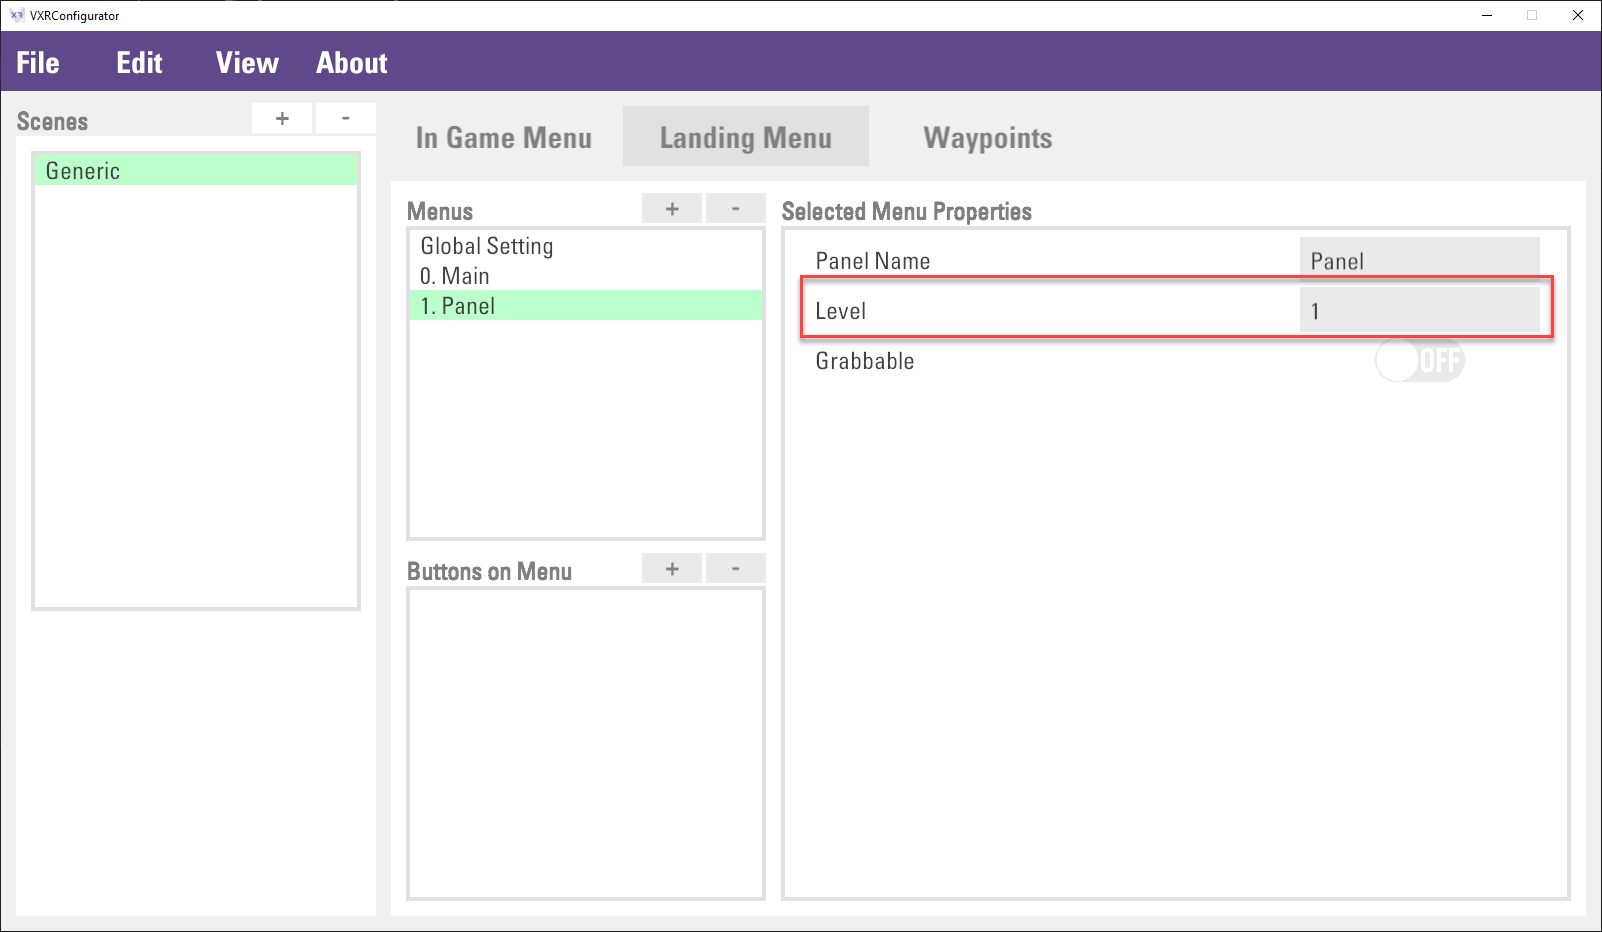 VXRConfigurator
File Edit View About
Scenes + -
Generic
In Game Menu Landing Menu Waypoints
Menus + -
Global Setting
0. Main
1. Panel
Buttons on Menu + -
Selected Menu Properties
Panel Name Panel
Level 1
Grabbable OFF